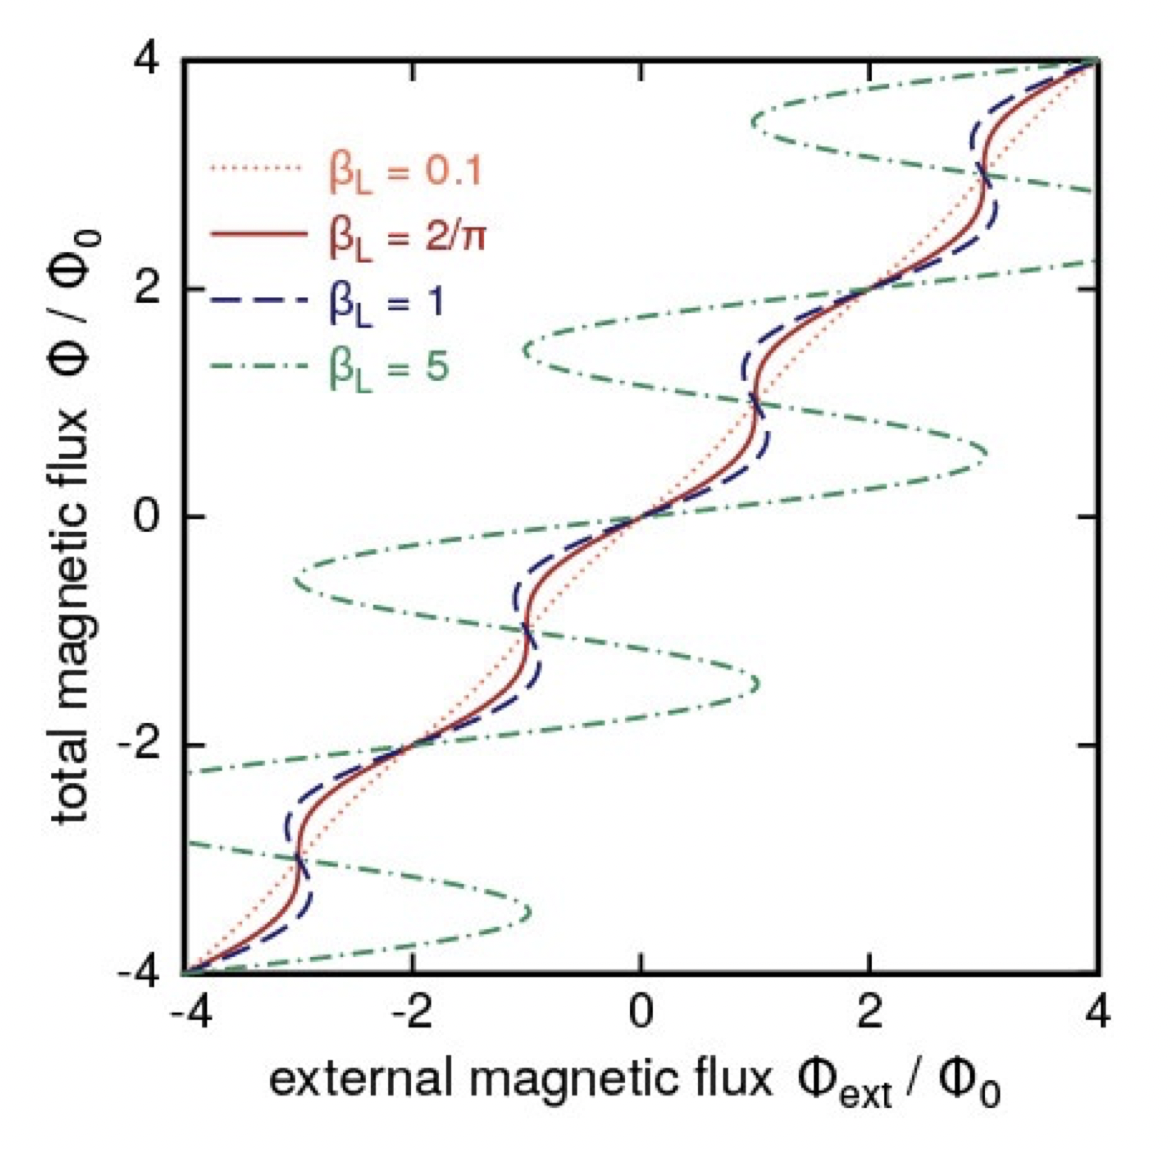 4
2
0
-2
-4
total magnetic flux Φ / Φ0
βL = 0.1
βL = 2/π
βL = 1
βL = 5
-4 -2 0 2 4
external magnetic flux Φext / Φ0